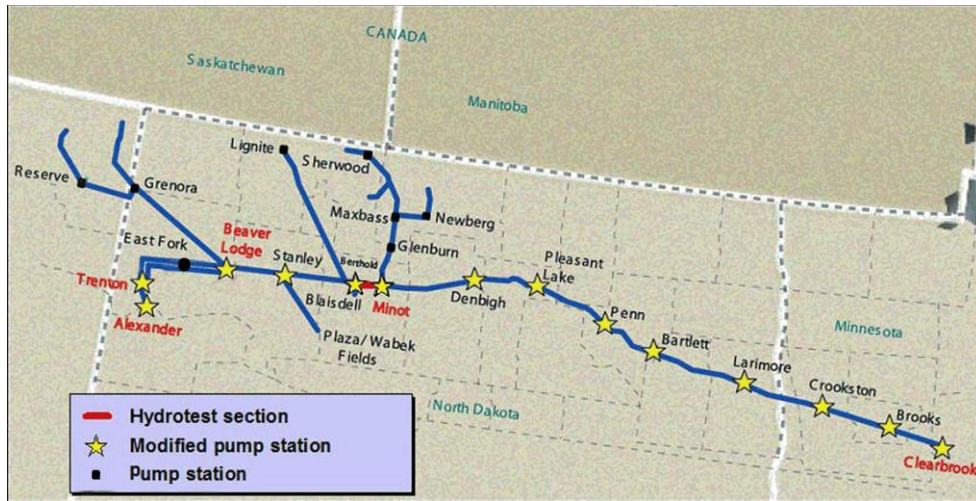 CANADA
Saskatchewan
Manitoba
Lignite
Sherwood
Reserve
Grenora
Maxbass
Newberg
Beaver
Lodge
East Fork
Stanley
Berthold
Glenburn
Pleasant
Lake
Trenton
Blaisdell
Minot
Denbigh
Alexander
Plaza/Wabek
Fields
Penn
Bartlett
Minnesota
Larimore
Crookston
Brooks
Clearbrook
North Dakota
Hydrotest section
Modified pump station
Pump station